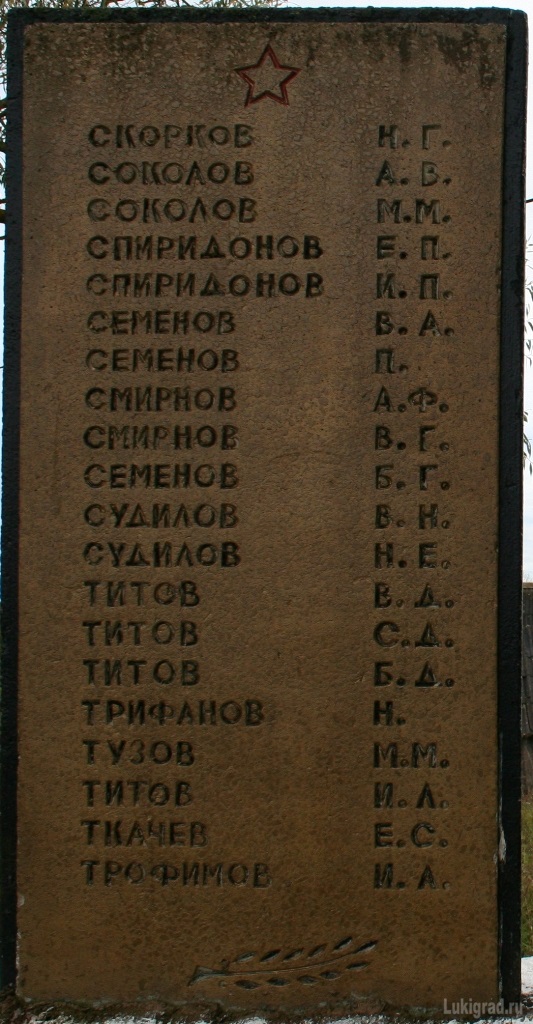 СКОРКОВ Н. Г.
СОКОЛОВ А. В.
СОКОЛОВ М.М.
СПИРИДОНОВ Е. П.
СПИРИДОНОВ И. П.
СЕМЕНОВ В. А.
СЕМЕНОВ П.
СМИРНОВ А.Ф.
СМИРНОВ В. Г.
СЕМЕНОВ Б. Г.
СУДИЛОВ В. Н.
СУДИЛОВ Н. Е.
ТИТОВ В. Д.
ТИТОВ С.Д.
ТИТОВ Б.Д.
ТРИФАНОВ Н.
ТУЗОВ М.М.
ТИТОВ И. Л.
ТКАЧЕВ Е.С.
ТРОФИМОВ И. А.
Lukigrad.ru